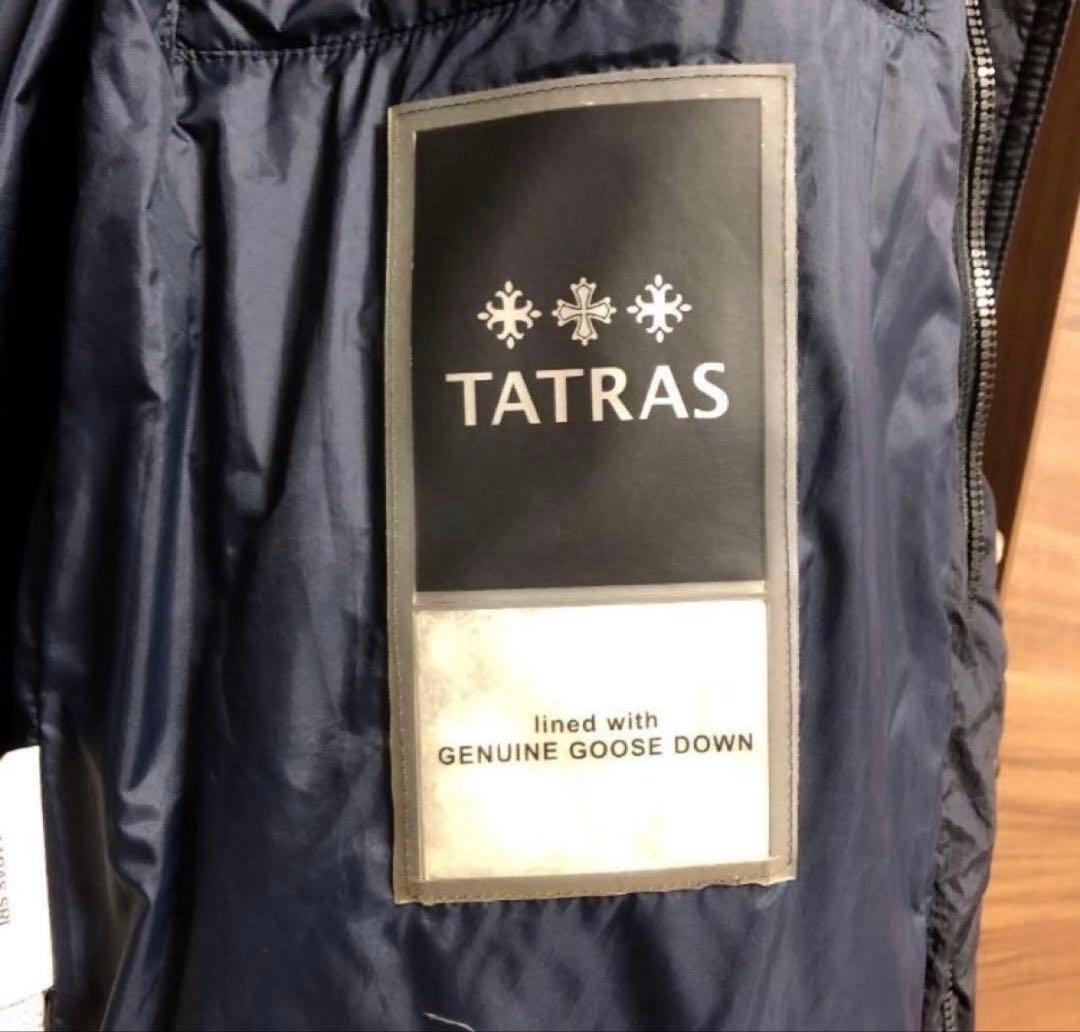 TATRAS
lined with
GENUINE GOOSE DOWN